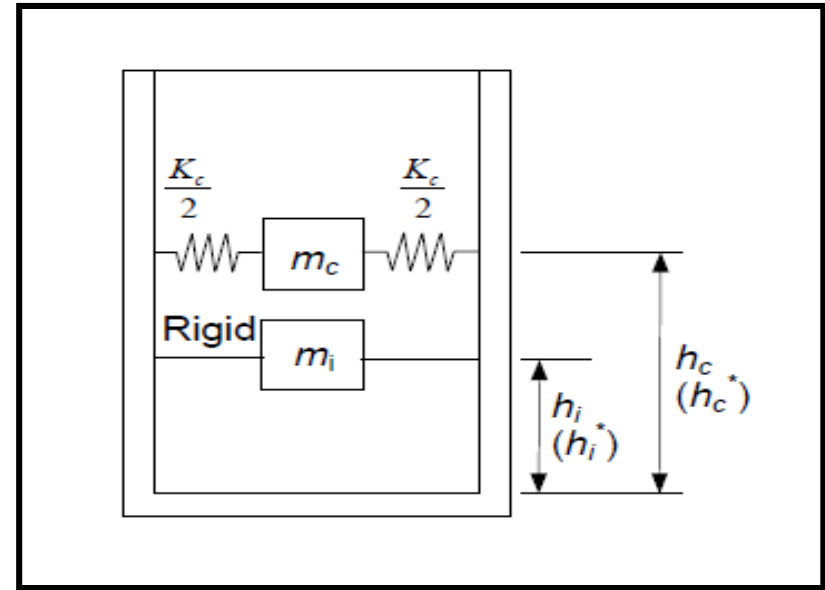 K_c/2 K_c/2
m_c
Rigid
m_i
h_c
(h_c^*)
h_i
(h_i^*)